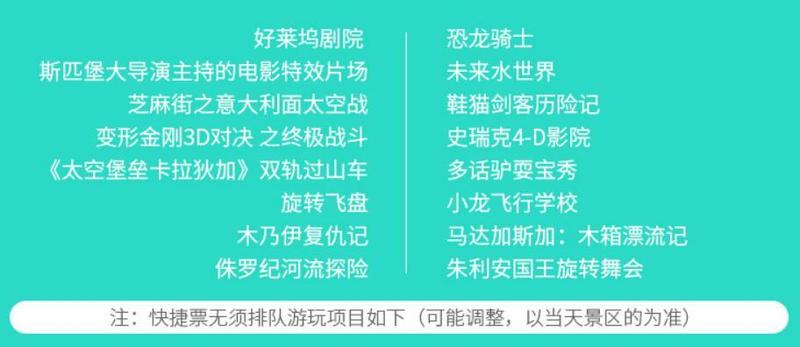 好莱坞剧院
斯匹堡大导演主持的电影特效片场
芝麻街之意大利面太空战
变形金刚3D对决 之终极战斗
《太空堡垒卡拉狄加》双轨过山车
旋转飞盘
木乃伊复仇记
侏罗纪河流探险
恐龙骑士
未来水世界
鞋猫剑客历险记
史瑞克4-D影院
多话驴耍宝秀
小龙飞行学校
马达加斯加：木箱漂流记
朱利安国王旋转舞会
注：快捷票无须排队游玩项目如下（可能调整，以当天景区的为准）